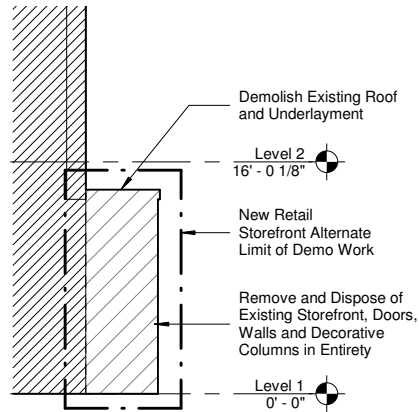 Demolish Existing Roof
and Underlayment
Level 2
16' - 0 1/8"
New Retail
Storefront Alternate
Limit of Demo Work
Remove and Dispose of
Existing Storefront, Doors,
Walls and Decorative
Columns in Entirety
Level 1
0' - 0"